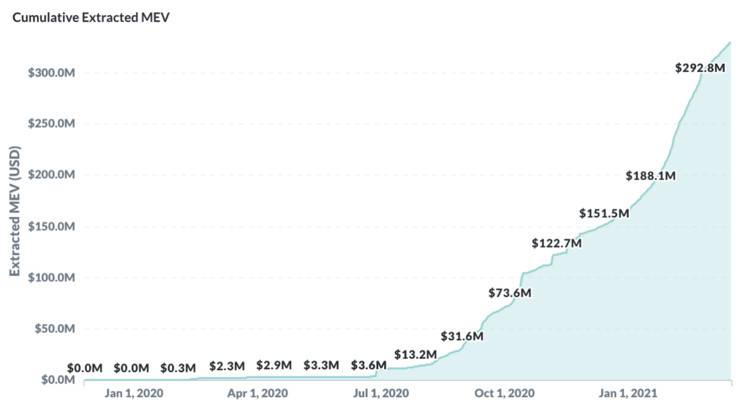 Cumulative Extracted MEV
Extracted MEV (USD)
$300.0M
$250.0M
$200.0M
$150.0M
$100.0M
$50.0M
$0.0M
$0.0M
$0.0M
$0.3M
$2.3M
$2.9M
$3.3M
$3.6M
$13.2M
$31.6M
$73.6M
$122.7M
$151.5M
$188.1M
$292.8M
Jan 1, 2020
Apr 1, 2020
Jul 1, 2020
Oct 1, 2020
Jan 1, 2021